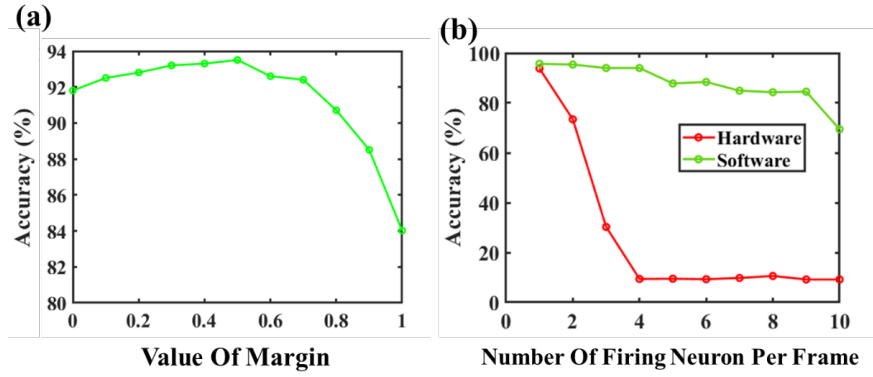 (a)
94
92
90
88
86
84
82
80
Accuracy (%)
0 0.2 0.4 0.6 0.8 1
Value Of Margin
(b)
100
80
60
40
20
0
Accuracy (%)
Hardware
Software
0 2 4 6 8 10
Number Of Firing Neuron Per Frame